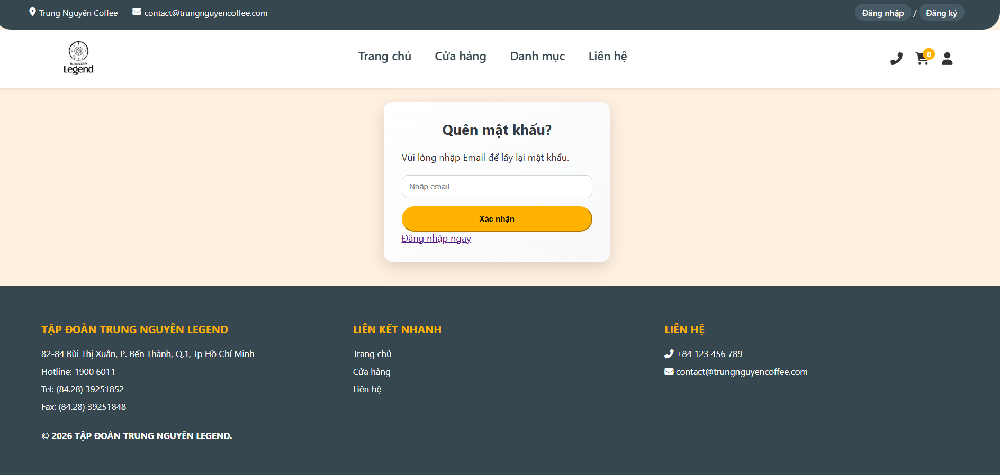 Trung Nguyên Coffee contact@trungnguyencoffee.com Đăng nhập / Đăng ký
TRUNG NGUYÊN
Legend
Trang chủ Cửa hàng Danh mục Liên hệ
0
Quên mật khẩu?
Vui lòng nhập Email để lấy lại mật khẩu.
Nhập email
Xác nhận
Đăng nhập ngay
TẬP ĐOÀN TRUNG NGUYÊN LEGEND
82-84 Bùi Thị Xuân, P. Bến Thành, Q.1, Tp Hồ Chí Minh
Hotline: 1900 6011
Tel: (84.28) 39251852
Fax: (84.28) 39251848
© 2026 TẬP ĐOÀN TRUNG NGUYÊN LEGEND.
LIÊN KẾT NHANH
Trang chủ
Cửa hàng
Liên hệ
LIÊN HỆ
+84 123 456 789
contact@trungnguyencoffee.com